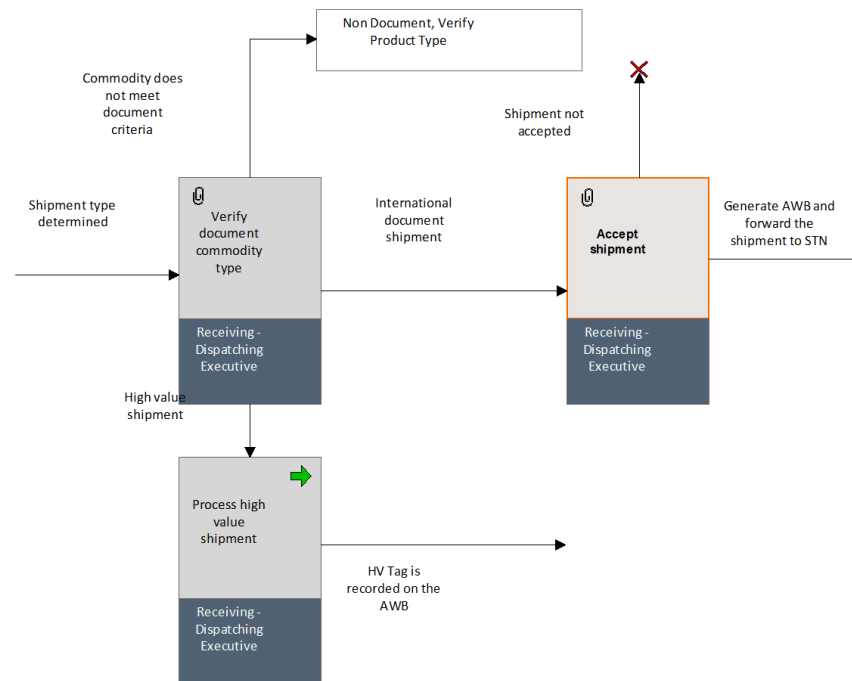 Non Document, Verify
Product Type
Commodity does
not meet
document
criteria
Shipment not
accepted
Shipment type
determined
Verify
document
commodity
type
International
document
shipment
Accept
shipment
Generate AWB and
forward the
shipment to STN
Receiving -
Dispatching
Executive
Receiving -
Dispatching
Executive
High value
shipment
Process high
value
shipment
HV Tag is
recorded on the
AWB
Receiving -
Dispatching
Executive